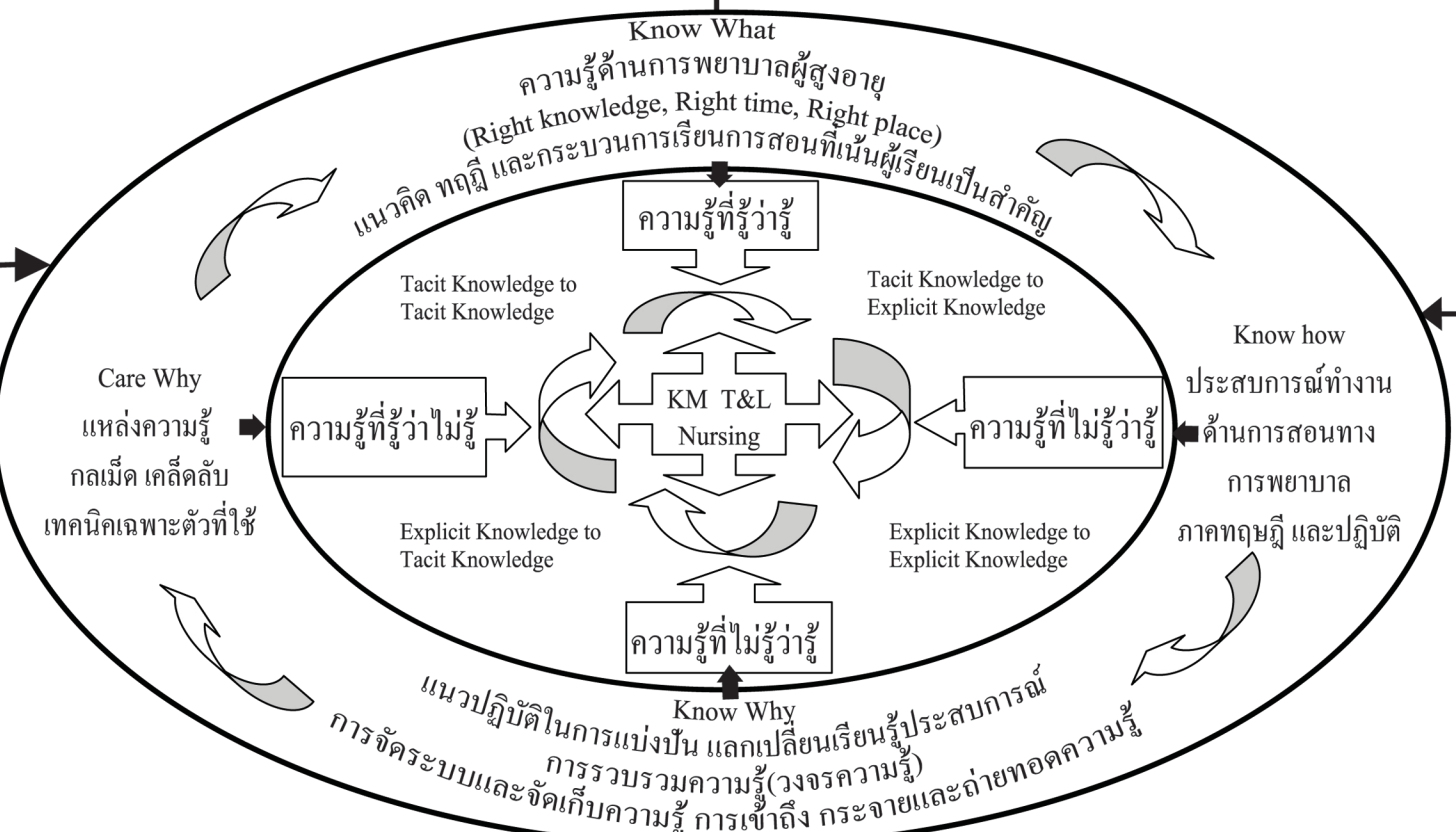 Know What
ความรู้ด้านการพยาบาลผู้สูงอายุ
(Right knowledge, Right time, Right place)
แนวคิด ทฤฎี และกระบวนการเรียนการสอนที่เน้นผู้เรียนเป็นสำคัญ
ความรู้ที่รู้ว่ารู้
Tacit Knowledge to
Tacit Knowledge
Tacit Knowledge to
Explicit Knowledge
Care Why
แหล่งความรู้
กลเม็ด เคล็ดลับ
เทคนิคเฉพาะตัวที่ใช้
ความรู้ที่รู้ว่าไม่รู้
KM T&L
Nursing
ความรู้ที่ไม่รู้ว่ารู้
Know how
ประสบการณ์ทำงาน
ด้านการสอนทาง
การพยาบาล
ภาคทฤษฎี และปฏิบัติ
Explicit Knowledge to
Tacit Knowledge
Explicit Knowledge to
Explicit Knowledge
ความรู้ที่ไม่รู้ว่ารู้
Know Why
แนวปฏิบัติในการแบ่งปัน แลกเปลี่ยนเรียนรู้ประสบการณ์
การรวบรวมความรู้(วงจรความรู้)
การจัดระบบและจัดเก็บความรู้ การเข้าถึง กระจายและถ่ายทอดความรู้